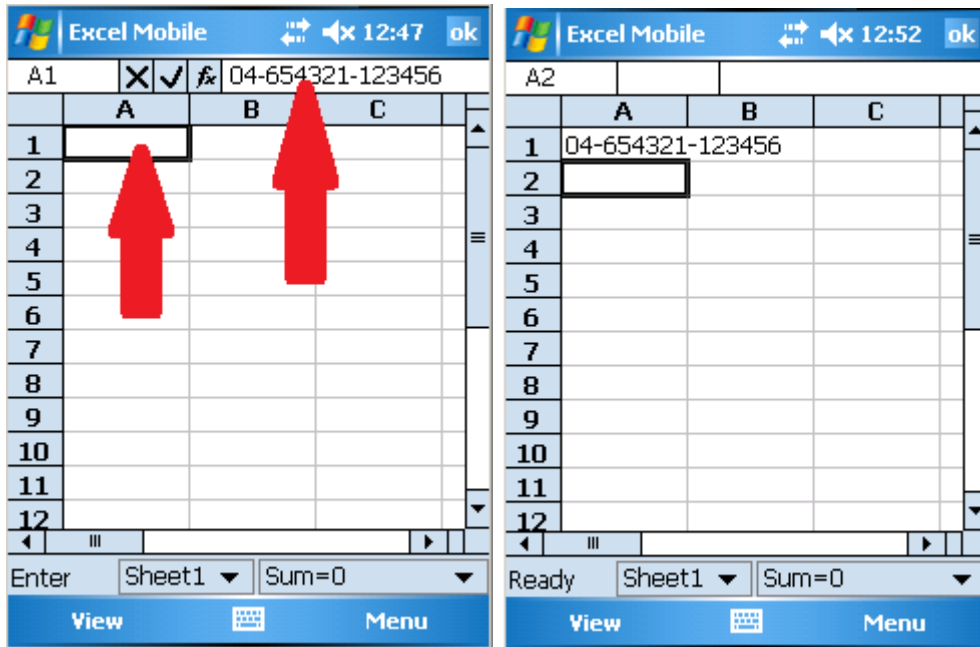 Excel Mobile 12:47 ok
A1 fx 04-654321-123456
A B C
1
2
3
4
5
6
7
8
9
10
11
12
Enter Sheet1 Sum=0
View Menu
Excel Mobile 12:52 ok
A2
A B C
1 04-654321-123456
2
3
4
5
6
7
8
9
10
11
12
Ready Sheet1 Sum=0
View Menu